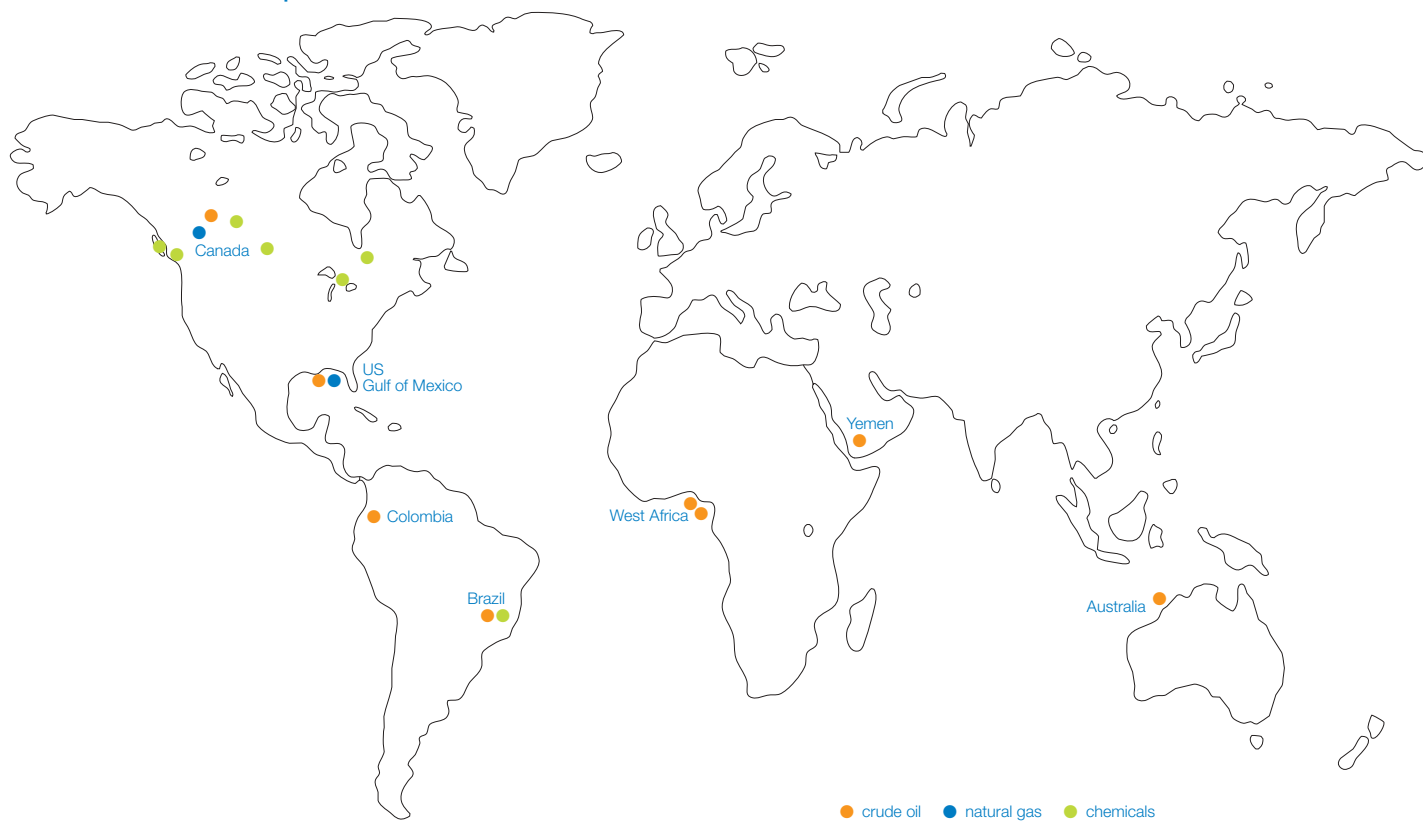 Canada
US
Gulf of Mexico
Yemen
Colombia
West Africa
Brazil
Australia
crude oil natural gas chemicals